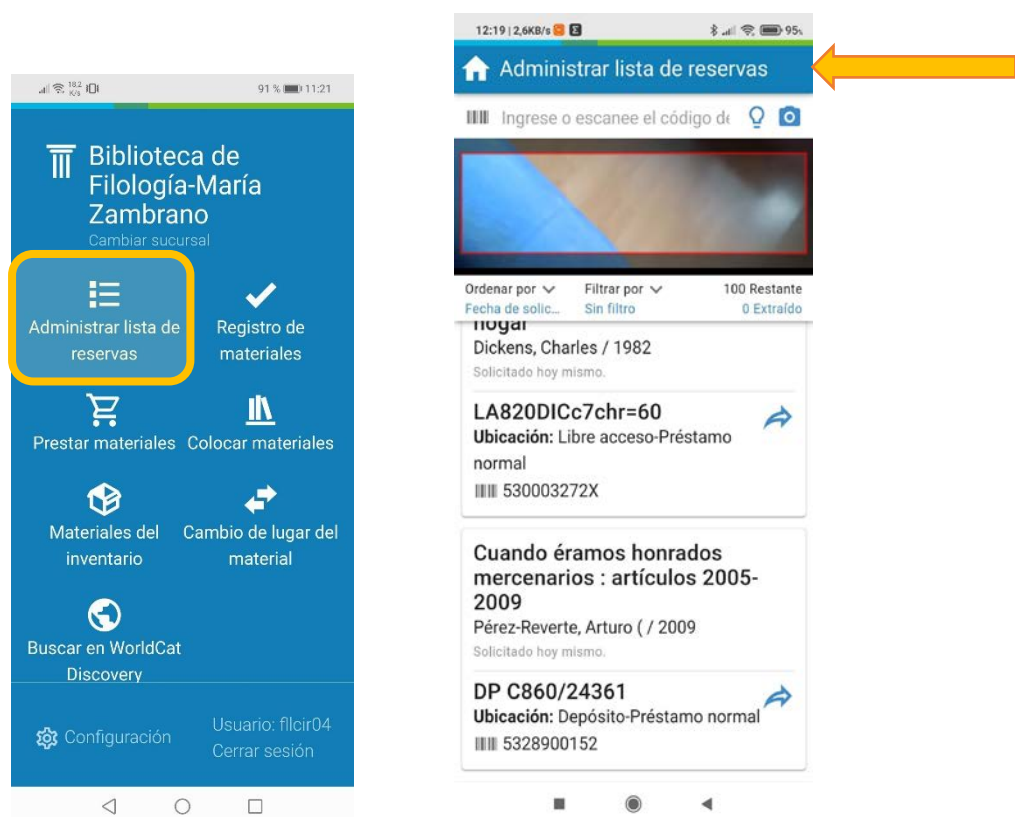 18,2
K/s
91 % 11:21
Biblioteca de
Filología-María
Zambrano
Cambiar sucursal
Administrar lista de
reservas
Registro de
materiales
Prestar materiales
Colocar materiales
Materiales del
inventario
Cambio de lugar del
material
Buscar en WorldCat
Discovery
Configuración
Usuario: fllcir04
Cerrar sesión
12:19 | 2,6KB/s
95%
Administrar lista de reservas
Ingrese o escanee el código de
Ordenar por
Filtrar por
100 Restante
Fecha de solic...
Sin filtro
0 Extraído
hogar
Dickens, Charles / 1982
Solicitado hoy mismo.
LA820DICc7chr=60
Ubicación: Libre acceso-Préstamo
normal
530003272X
Cuando éramos honrados
mercenarios : artículos 2005-
2009
Pérez-Reverte, Arturo ( / 2009
Solicitado hoy mismo.
DP C860/24361
Ubicación: Depósito-Préstamo normal
5328900152